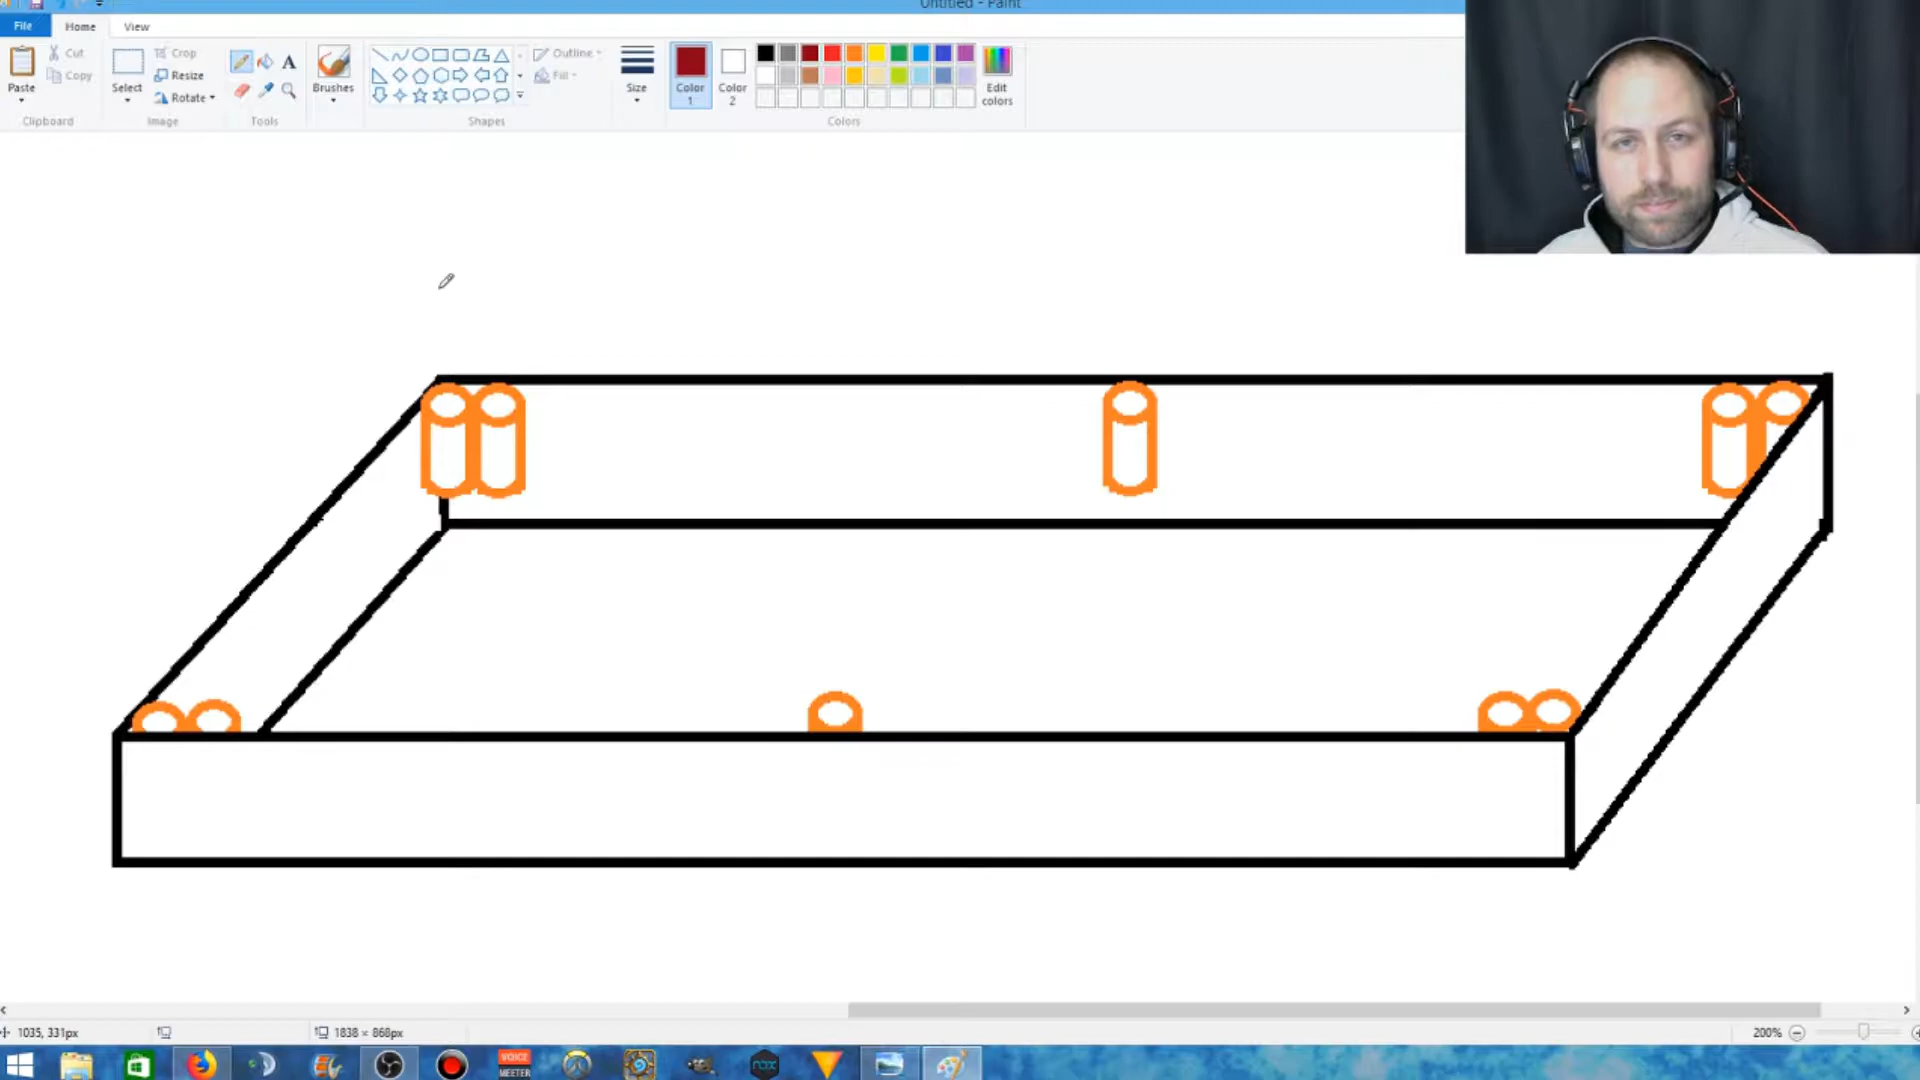 Untitled - Paint
File Home View
Paste
Cut
Copy
Clipboard
Select
Crop
Resize
Rotate
Image
A
Tools
Brushes
Shapes
Outline
Fill
Size
Color 1
Color 2
Edit colors
Colors
1035, 331px
1838 × 868px
200%
VOICE
MEETER
nox